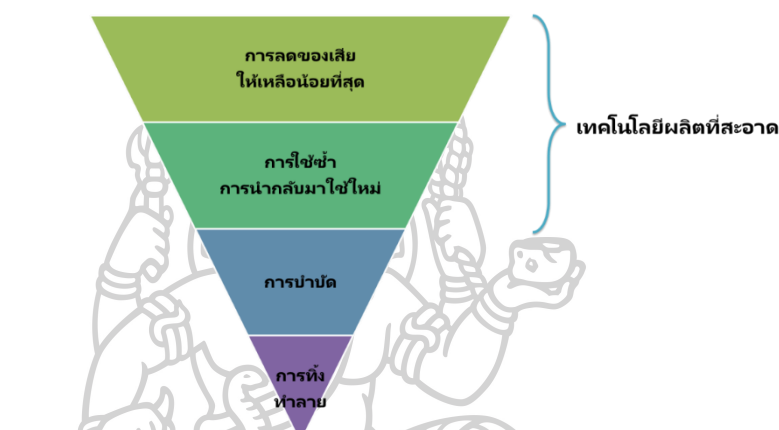 การลดของเสีย
ให้เหลือน้อยที่สุด
เทคโนโลยีผลิตที่สะอาด
การใช้ซ้ำ
การนำกลับมาใช้ใหม่
การบำบัด
การทิ้ง
ทำลาย